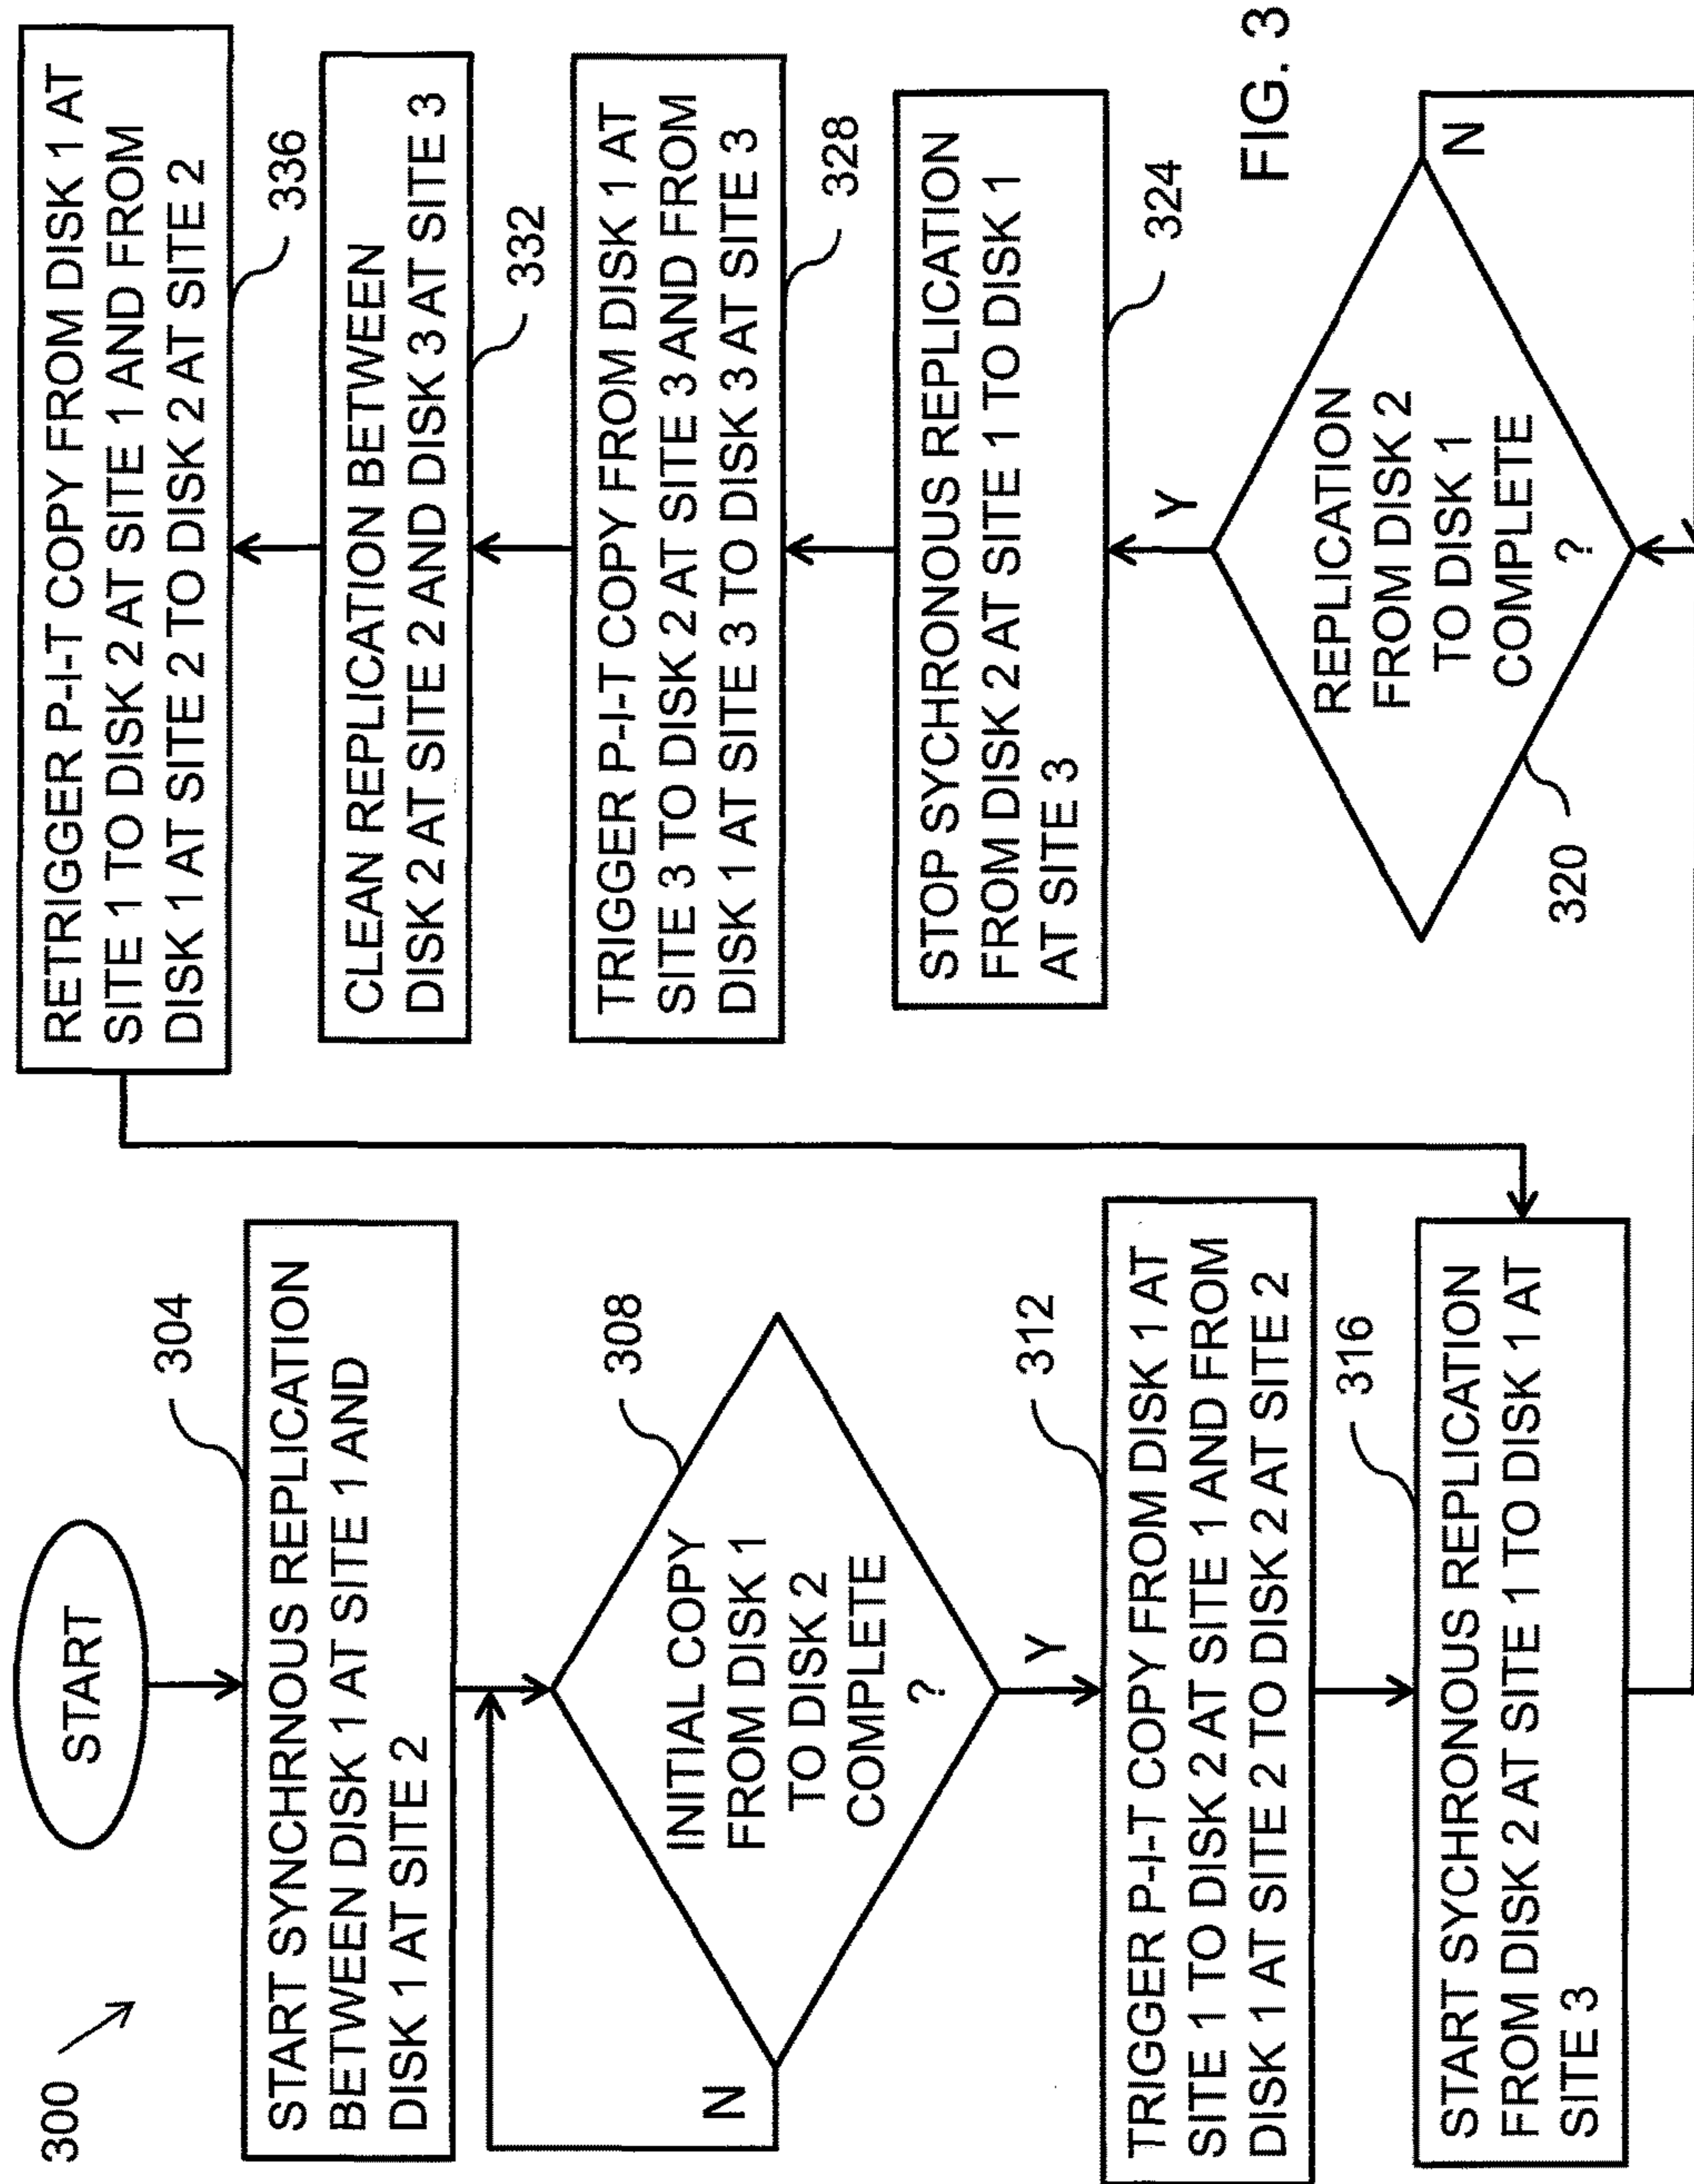 300
START
START SYNCHRNOUS REPLICATION
BETWEEN DISK 1 AT SITE 1 AND
DISK 1 AT SITE 2
304
INITIAL COPY
FROM DISK 1
TO DISK 2
COMPLETE
?
308
N
Y
TRIGGER P-I-T COPY FROM DISK 1 AT
SITE 1 TO DISK 2 AT SITE 1 AND FROM
DISK 1 AT SITE 2 TO DISK 2 AT SITE 2
312
START SYCHRONOUS REPLICATION
FROM DISK 2 AT SITE 1 TO DISK 1 AT
SITE 3
316
RETRIGGER P-I-T COPY FROM DISK 1 AT
SITE 1 TO DISK 2 AT SITE 1 AND FROM
DISK 1 AT SITE 2 TO DISK 2 AT SITE 2
336
CLEAN REPLICATION BETWEEN
DISK 2 AT SITE 2 AND DISK 3 AT SITE 3
332
TRIGGER P-I-T COPY FROM DISK 1 AT
SITE 3 TO DISK 2 AT SITE 3 AND FROM
DISK 1 AT SITE 3 TO DISK 3 AT SITE 3
328
STOP SYCHRONOUS REPLICATION
FROM DISK 2 AT SITE 1 TO DISK 1
AT SITE 3
324
Y
REPLICATION
FROM DISK 2
TO DISK 1
COMPLETE
?
320
N
FIG. 3